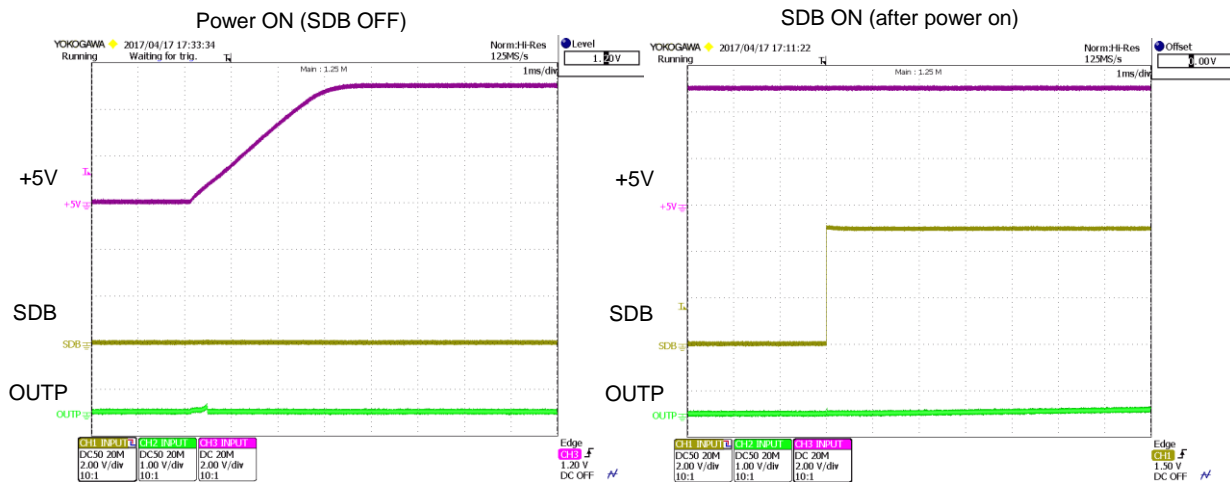 Power ON (SDB OFF)
YOKOGAWA 2017/04/17 17:33:34
Running Waiting for trig.
Norm:Hi-Res
125MS/s
Level
1.20V
Main : 1.25 M
1ms/div
+5V
+5V
SDB
SDB
OUTP
OUTP
CH1 INPUT CH2 INPUT CH3 INPUT
DC50 20M DC50 20M DC 20M
2.00 V/div 1.00 V/div 2.00 V/div
10:1 10:1 10:1
Edge
CH3
1.20 V
DC OFF
SDB ON (after power on)
YOKOGAWA 2017/04/17 17:11:22
Running
Norm:Hi-Res
125MS/s
Offset
0.00V
Main : 1.25 M
1ms/div
+5V
+5V
SDB
SDB
OUTP
OUTP
CH1 INPUT CH2 INPUT CH3 INPUT
DC50 20M DC50 20M DC 20M
2.00 V/div 1.00 V/div 2.00 V/div
10:1 10:1 10:1
Edge
CH1
1.50 V
DC OFF